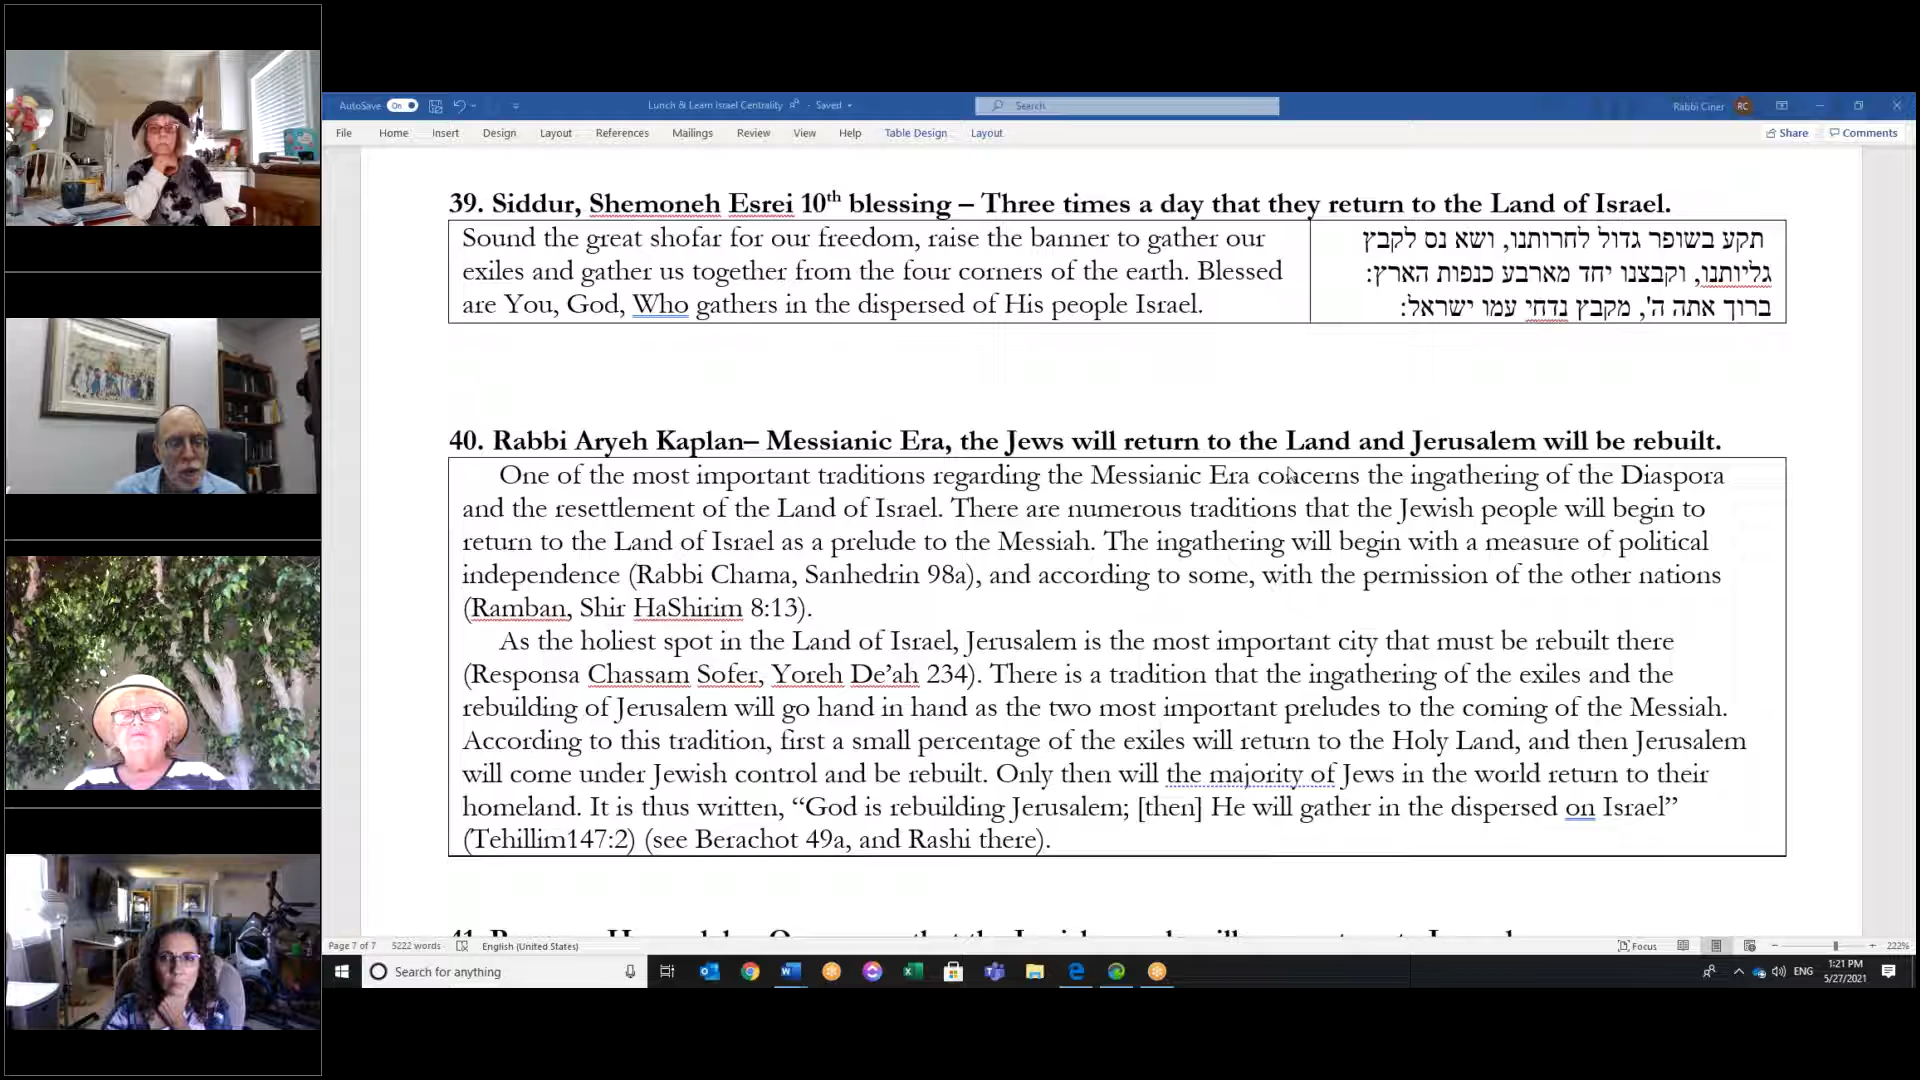 AutoSave On Lunch & Learn Israel Centrality - Saved Search Rabbi Ciner RC
File Home Insert Design Layout References Mailings Review View Help Table Design Layout Share Comments
39. Siddur, Shemoneh Esrei 10th blessing – Three times a day that they return to the Land of Israel.
Sound the great shofar for our freedom, raise the banner to gather our
exiles and gather us together from the four corners of the earth. Blessed
are You, God, Who gathers in the dispersed of His people Israel.
תקע בשופר גדול לחרותנו, ושא נס לקבץ
גליותנו, וקבצנו יחד מארבע כנפות הארץ:
ברוך אתה ה', מקבץ נדחי עמו ישראל:
40. Rabbi Aryeh Kaplan– Messianic Era, the Jews will return to the Land and Jerusalem will be rebuilt.
One of the most important traditions regarding the Messianic Era concerns the ingathering of the Diaspora
and the resettlement of the Land of Israel. There are numerous traditions that the Jewish people will begin to
return to the Land of Israel as a prelude to the Messiah. The ingathering will begin with a measure of political
independence (Rabbi Chama, Sanhedrin 98a), and according to some, with the permission of the other nations
(Ramban, Shir HaShirim 8:13).
As the holiest spot in the Land of Israel, Jerusalem is the most important city that must be rebuilt there
(Responsa Chassam Sofer, Yoreh De’ah 234). There is a tradition that the ingathering of the exiles and the
rebuilding of Jerusalem will go hand in hand as the two most important preludes to the coming of the Messiah.
According to this tradition, first a small percentage of the exiles will return to the Holy Land, and then Jerusalem
will come under Jewish control and be rebuilt. Only then will the majority of Jews in the world return to their
homeland. It is thus written, “God is rebuilding Jerusalem; [then] He will gather in the dispersed on Israel”
(Tehillim147:2) (see Berachot 49a, and Rashi there).
Page 7 of 7 5222 words English (United States) Focus 222%
Search for anything ENG 1:21 PM
5/27/2021